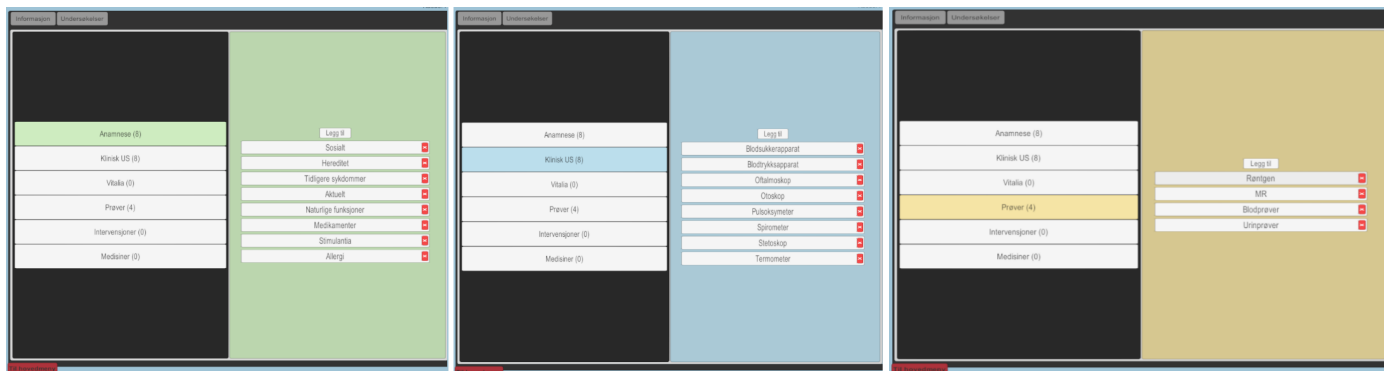 Informasjon Undersøkelser
Anamnese (8)
Klinisk US (8)
Vitalia (0)
Prøver (4)
Intervensjoner (0)
Medisiner (0)
Legg til
Sosialt
Hereditet
Tidligere sykdommer
Aktuelt
Naturlige funksjoner
Medikamenter
Stimulantia
Allergi
Informasjon Undersøkelser
Anamnese (8)
Klinisk US (8)
Vitalia (0)
Prøver (4)
Intervensjoner (0)
Medisiner (0)
Legg til
Blodsukkerapparat
Blodtrykksapparat
Oftalmoskop
Otoskop
Pulsoksymeter
Spirometer
Stetoskop
Termometer
Informasjon Undersøkelser
Anamnese (8)
Klinisk US (8)
Vitalia (0)
Prøver (4)
Intervensjoner (0)
Medisiner (0)
Legg til
Røntgen
MR
Blodprøver
Urinprøver